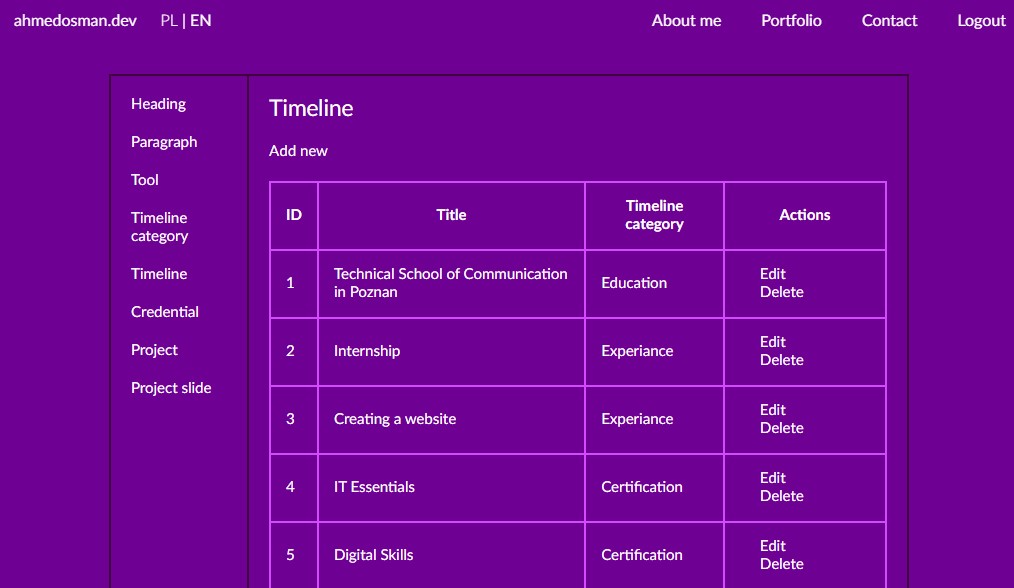 ahmedosman.dev PL | EN About me Portfolio Contact Logout
Heading
Paragraph
Tool
Timeline
category
Timeline
Credential
Project
Project slide
Timeline
Add new
ID Title Timeline category Actions
1 Technical School of Communication in Poznan Education Edit Delete
2 Internship Experiance Edit Delete
3 Creating a website Experiance Edit Delete
4 IT Essentials Certification Edit Delete
5 Digital Skills Certification Edit Delete